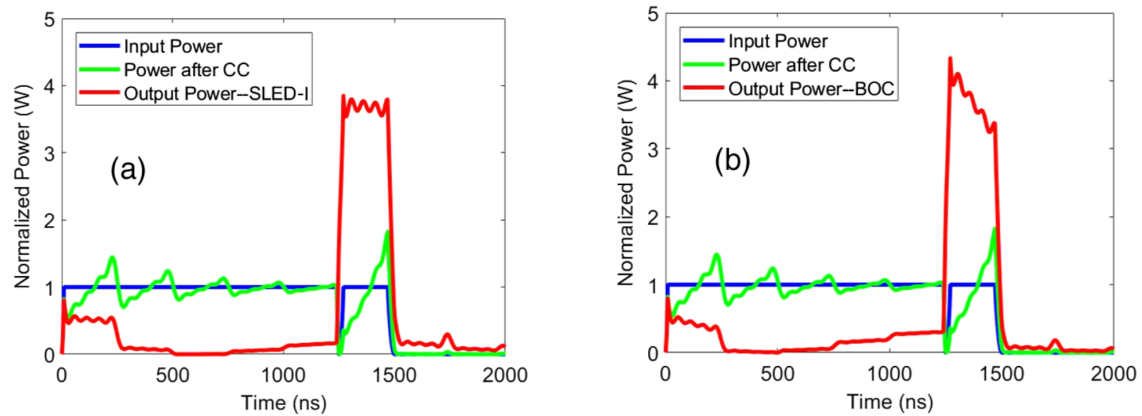 5
4
3
2
1
0
Normalized Power (W)
Input Power
Power after CC
Output Power--SLED-I
(a)
0
500
1000
1500
2000
Time (ns)
5
4
3
2
1
0
Normalized Power (W)
Input Power
Power after CC
Output Power--BOC
(b)
0
500
1000
1500
2000
Time (ns)